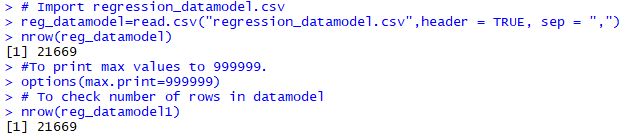 > # Import regression_datamodel.csv
> reg_datamodel=read.csv("regression_datamodel.csv",header = TRUE, sep = ",")
> nrow(reg_datamodel)
[1] 21669
> #To print max values to 999999.
> options(max.print=999999)
> # To check number of rows in datamodel
> nrow(reg_datamodel1)
[1] 21669